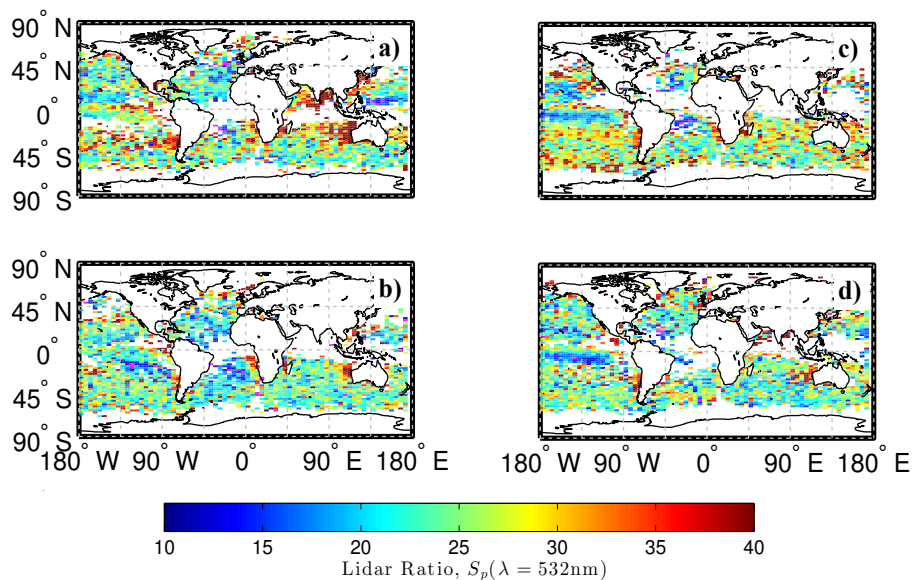 90° N
45° N
0°
45° S
90° S
a)
c)
90° N
45° N
0°
45° S
90° S
b)
d)
180° W 90° W 0° 90° E 180° E
180° W 90° W 0° 90° E 180° E
10 15 20 25 30 35 40
Lidar Ratio, Sₚ(λ = 532nm)